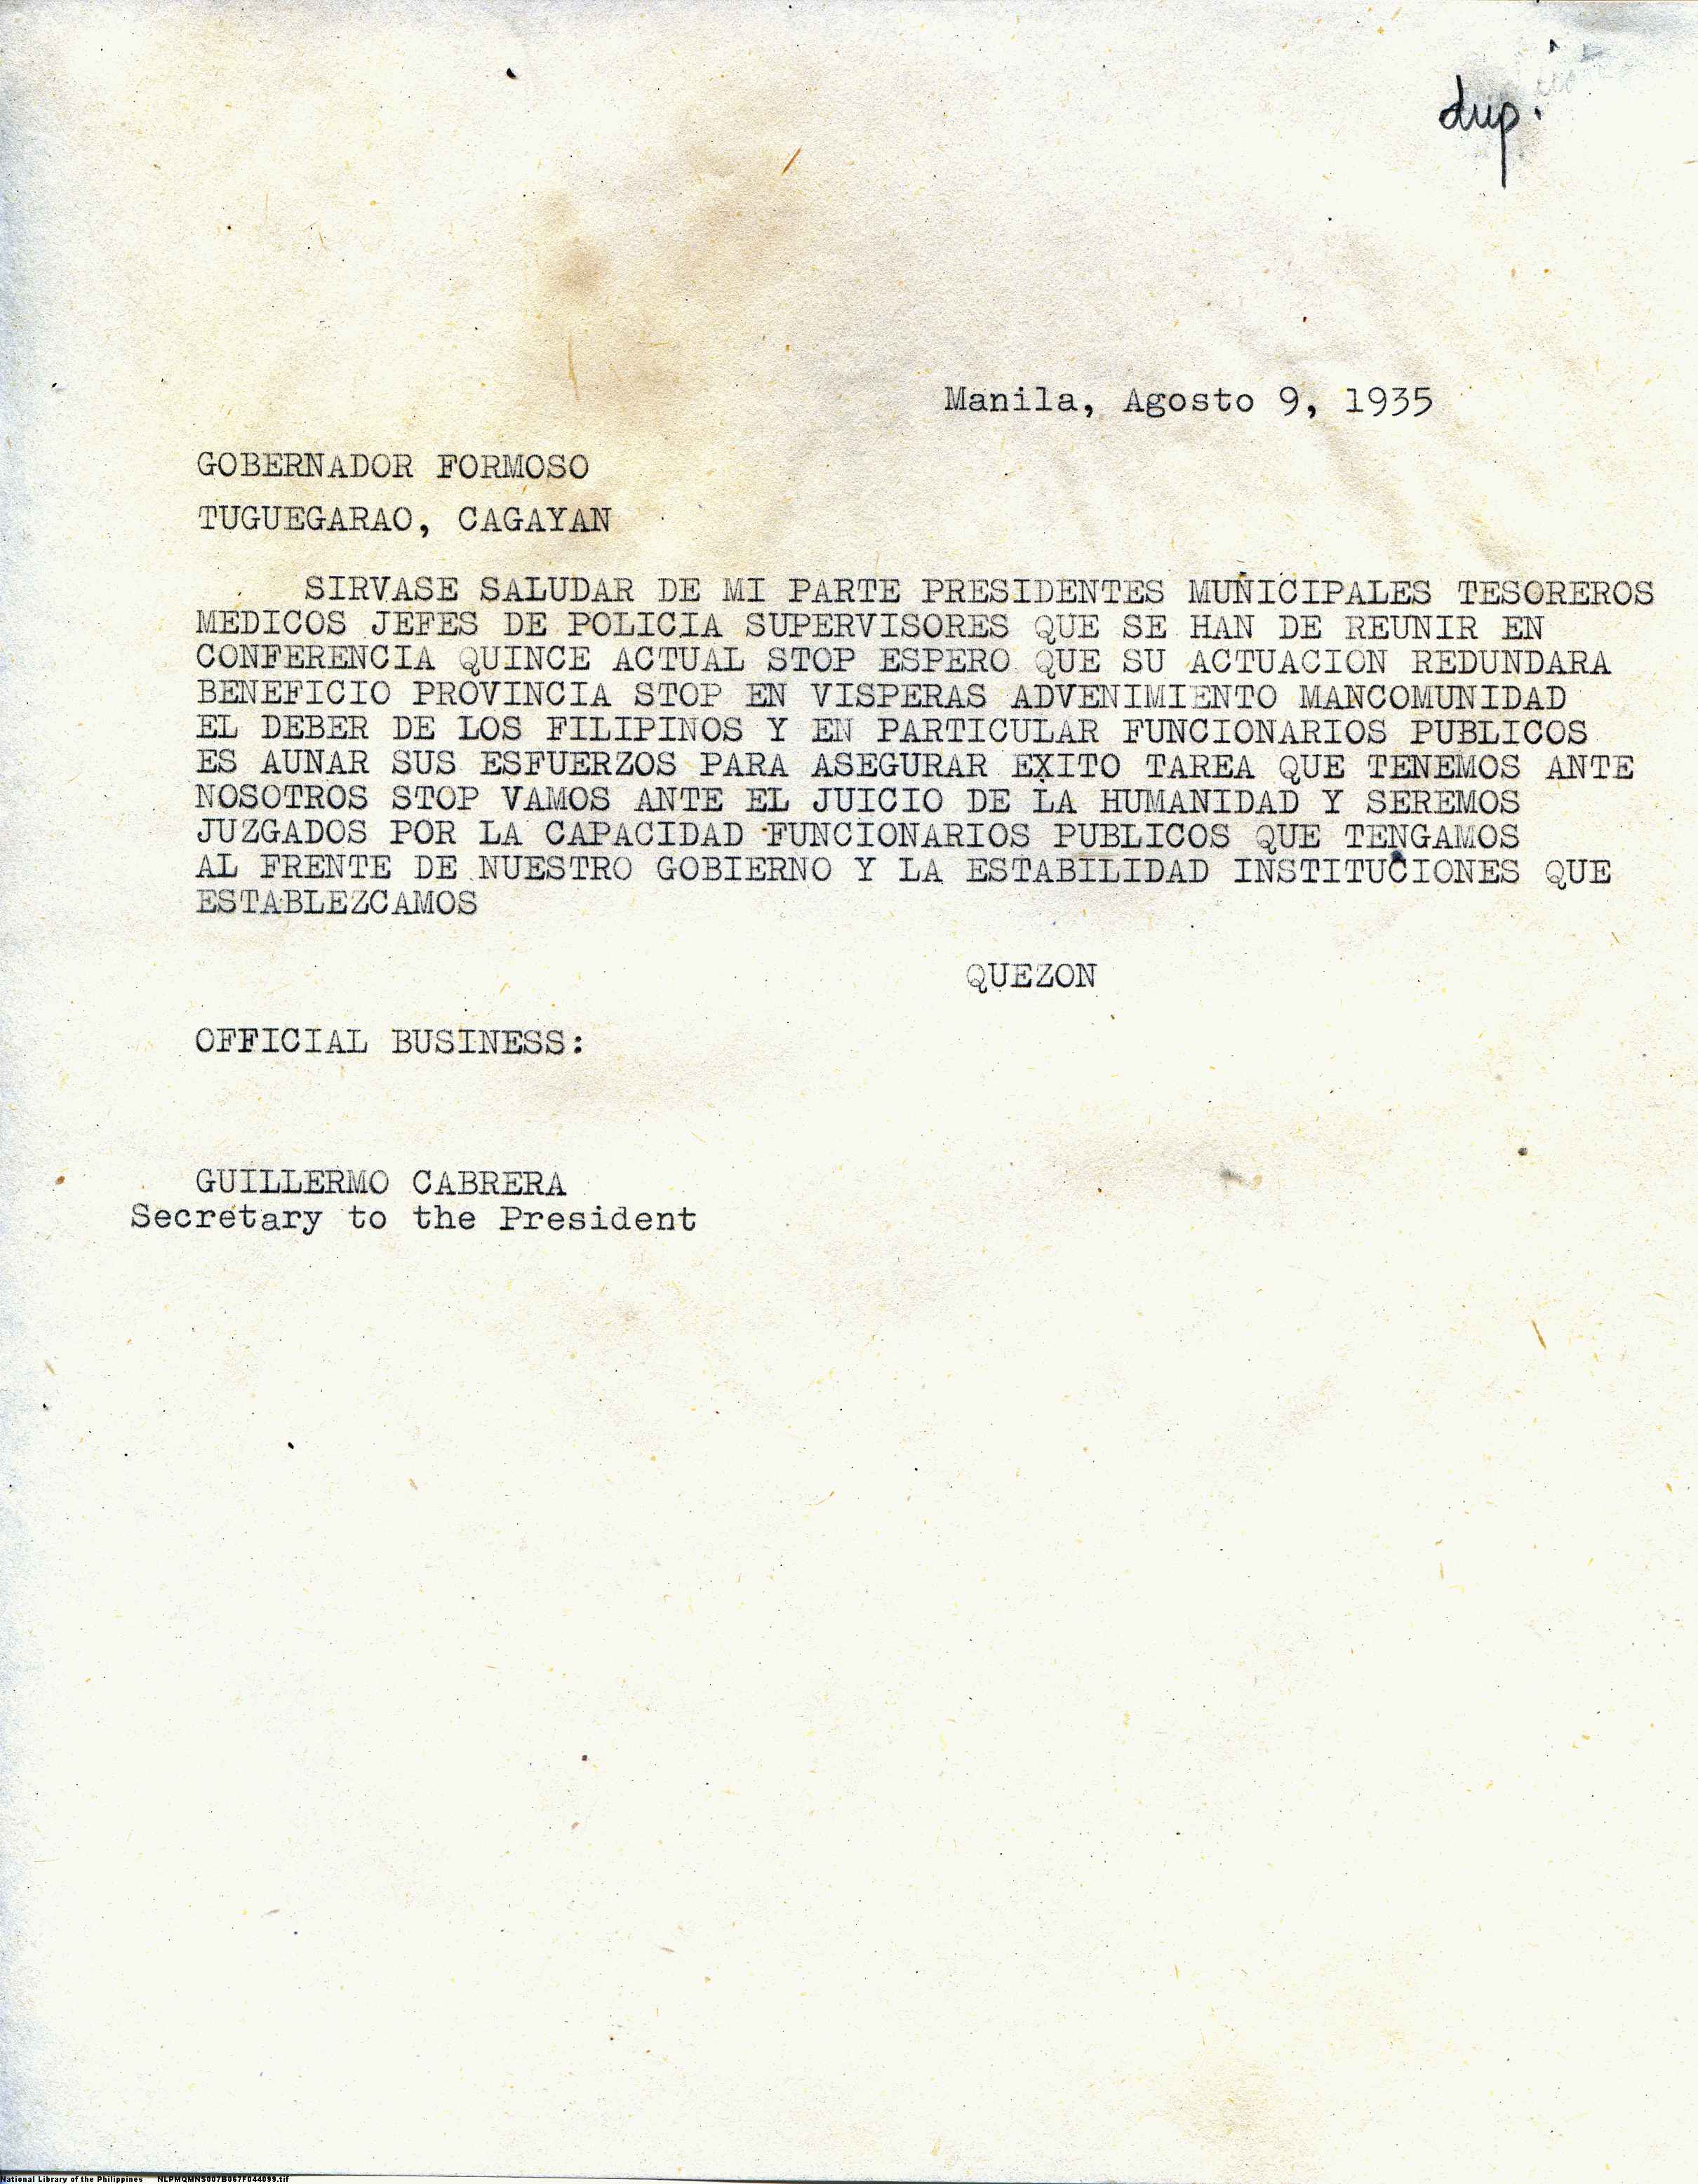 dup.
Manila, Agosto 9, 1935
GOBERNADOR FORMOSO
TUGUEGARAO, CAGAYAN
SIRVASE SALUDAR DE MI PARTE PRESIDENTES MUNICIPALES TESOREROS
MEDICOS JEFES DE POLICIA SUPERVISORES QUE SE HAN DE REUNIR EN
CONFERENCIA QUINCE ACTUAL STOP ESPERO QUE SU ACTUACION REDUNDARA
BENEFICIO PROVINCIA STOP EN VISPERAS ADVENIMIENTO MANCOMUNIDAD
EL DEBER DE LOS FILIPINOS Y EN PARTICULAR FUNCIONARIOS PUBLICOS
ES AUNAR SUS ESFUERZOS PARA ASEGURAR EXITO TAREA QUE TENEMOS ANTE
NOSOTROS STOP VAMOS ANTE EL JUICIO DE LA HUMANIDAD Y SEREMOS
JUZGADOS POR LA CAPACIDAD FUNCIONARIOS PUBLICOS QUE TENGAMOS
AL FRENTE DE NUESTRO GOBIERNO Y LA ESTABILIDAD INSTITUCIONES QUE
ESTABLEZCAMOS
QUEZON
OFFICIAL BUSINESS:
GUILLERMO CABRERA
Secretary to the President
National Library of the Philippines NLPMQMNS007B067F044099.tif